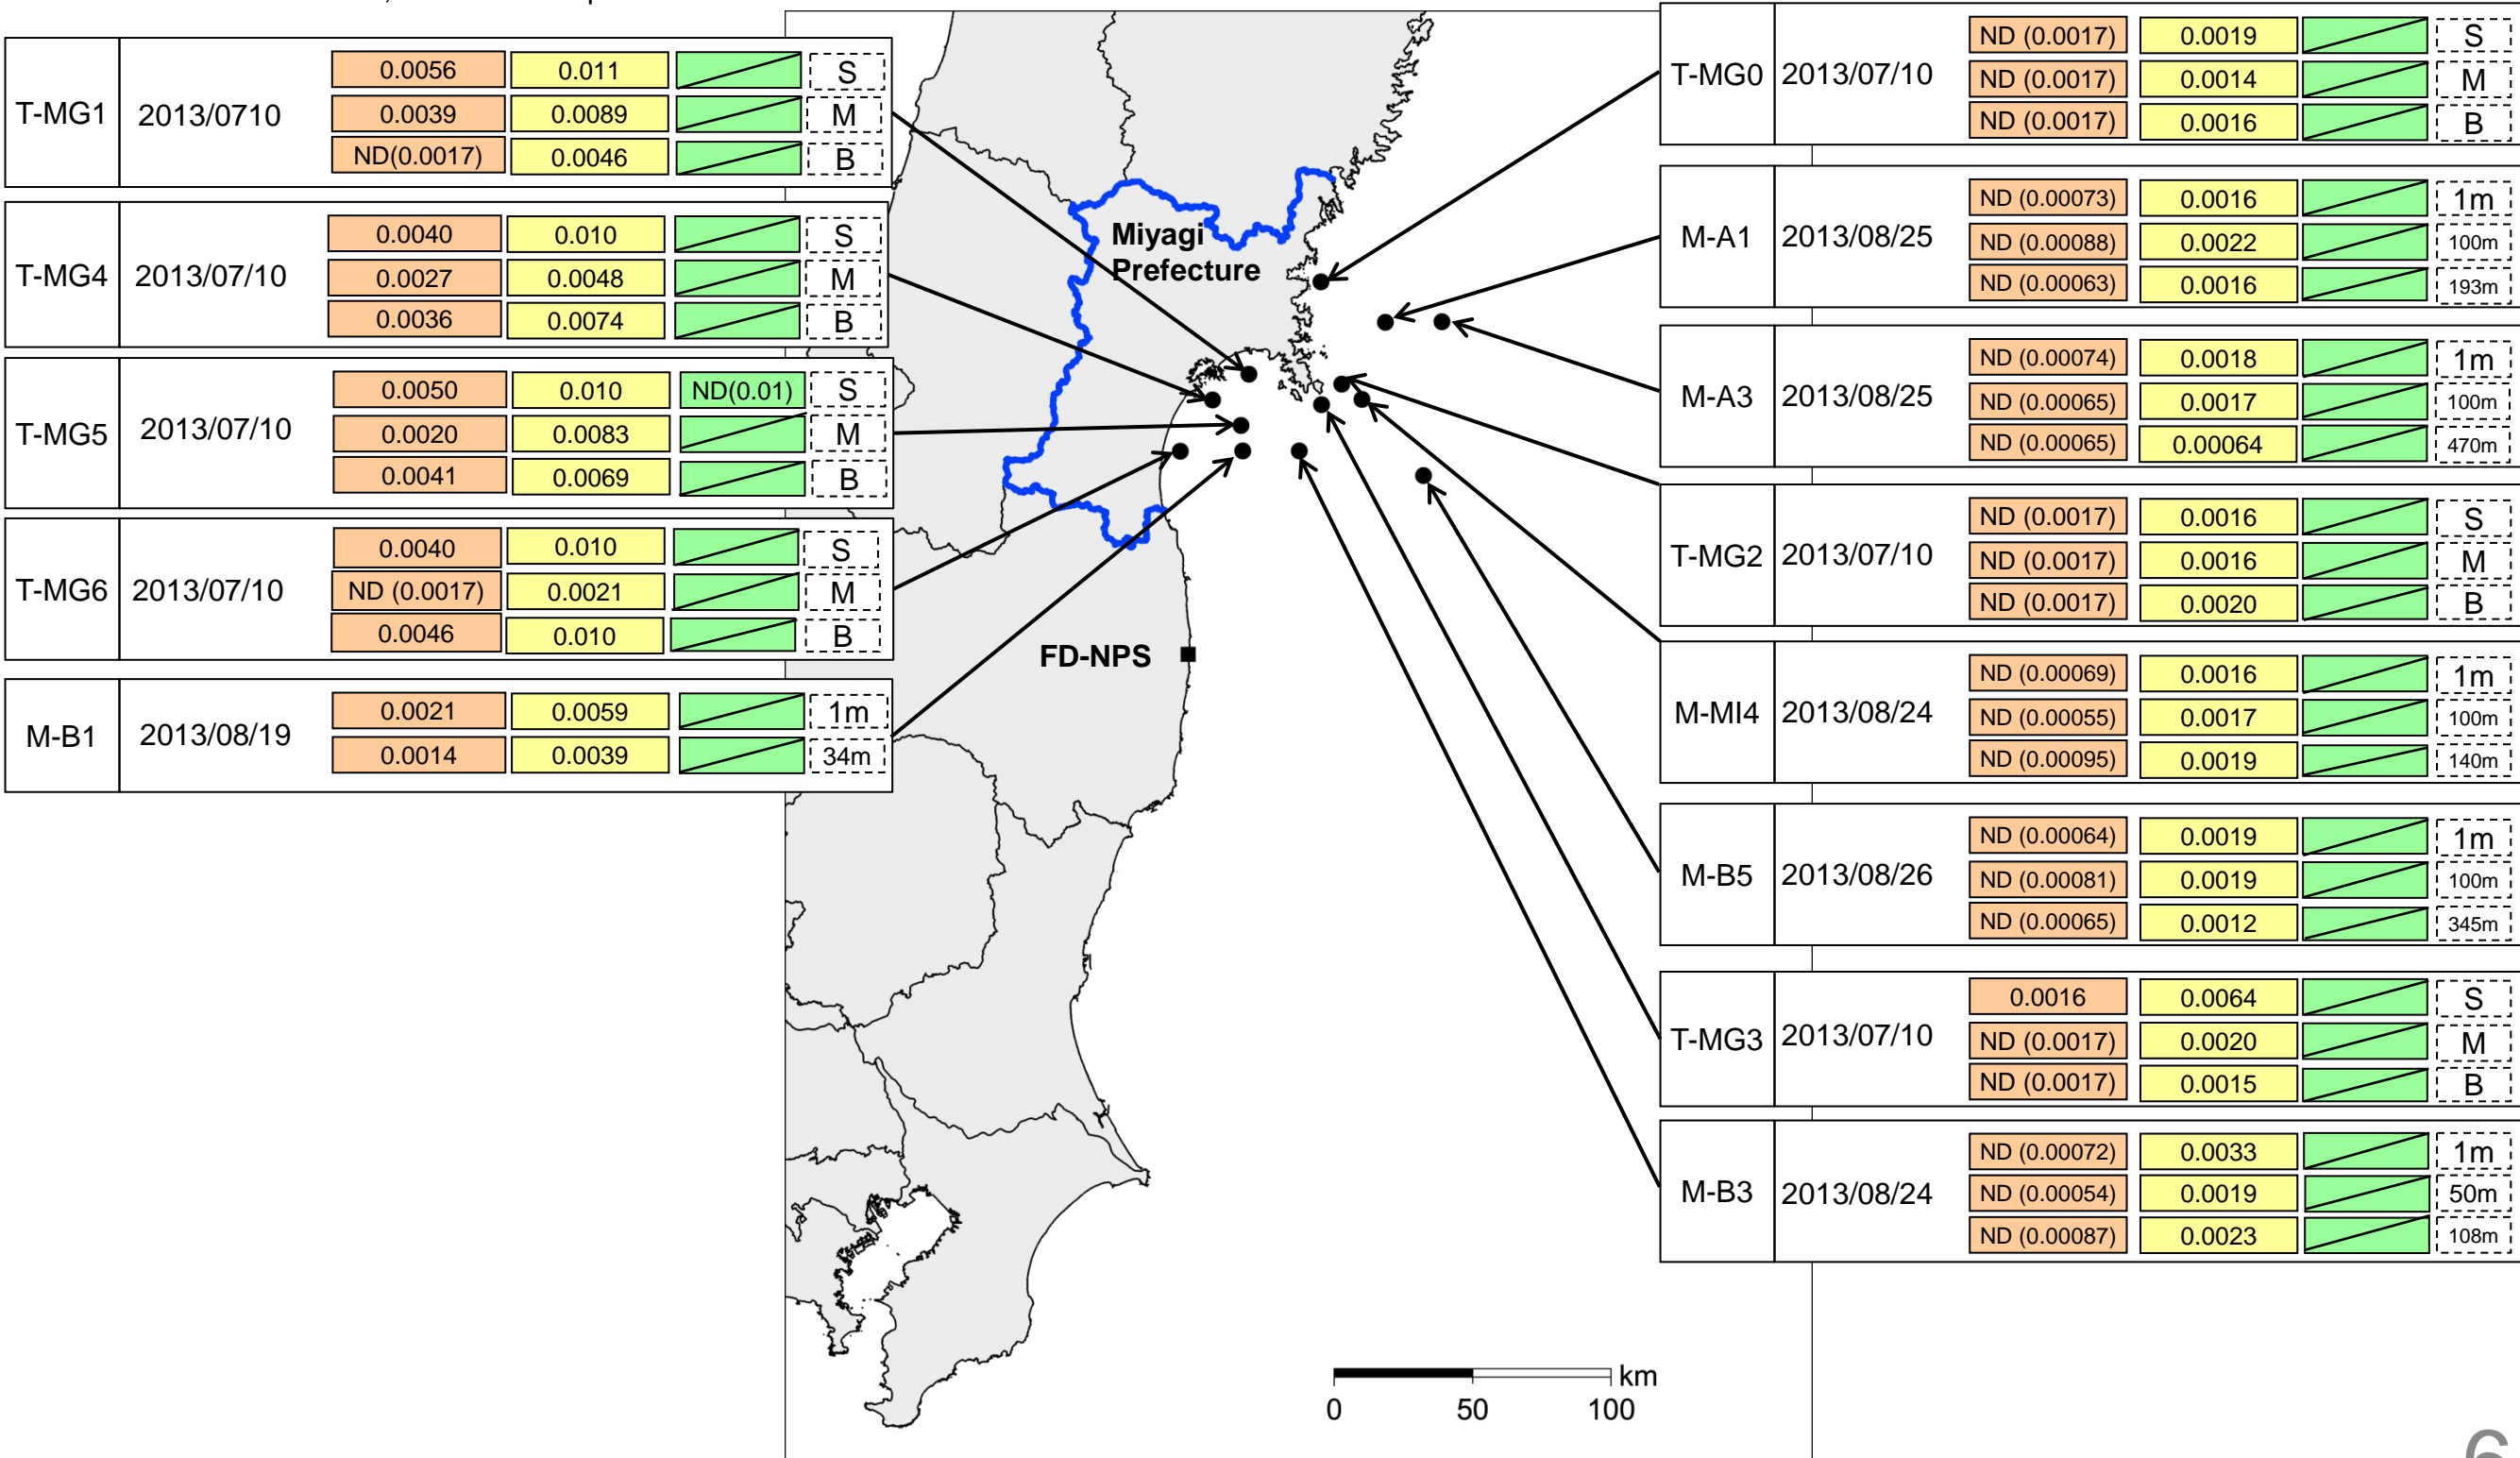 T-MG1 2013/0710
0.0056 0.011 S
0.0039 0.0089 M
ND(0.0017) 0.0046 B
T-MG4 2013/07/10
0.0040 0.010 S
0.0027 0.0048 M
0.0036 0.0074 B
T-MG5 2013/07/10
0.0050 0.010 ND(0.01) S
0.0020 0.0083 M
0.0041 0.0069 B
T-MG6 2013/07/10
0.0040 0.010 S
ND (0.0017) 0.0021 M
0.0046 0.010 B
M-B1 2013/08/19
0.0021 0.0059 1m
0.0014 0.0039 34m
Miyagi
Prefecture
FD-NPS
km
0 50 100
T-MG0 2013/07/10
ND (0.0017) 0.0019 S
ND (0.0017) 0.0014 M
ND (0.0017) 0.0016 B
M-A1 2013/08/25
ND (0.00073) 0.0016 1m
ND (0.00088) 0.0022 100m
ND (0.00063) 0.0016 193m
M-A3 2013/08/25
ND (0.00074) 0.0018 1m
ND (0.00065) 0.0017 100m
ND (0.00065) 0.00064 470m
T-MG2 2013/07/10
ND (0.0017) 0.0016 S
ND (0.0017) 0.0016 M
ND (0.0017) 0.0020 B
M-MI4 2013/08/24
ND (0.00069) 0.0016 1m
ND (0.00055) 0.0017 100m
ND (0.00095) 0.0019 140m
M-B5 2013/08/26
ND (0.00064) 0.0019 1m
ND (0.00081) 0.0019 100m
ND (0.00065) 0.0012 345m
T-MG3 2013/07/10
0.0016 0.0064 S
ND (0.0017) 0.0020 M
ND (0.0017) 0.0015 B
M-B3 2013/08/24
ND (0.00072) 0.0033 1m
ND (0.00054) 0.0019 50m
ND (0.00087) 0.0023 108m